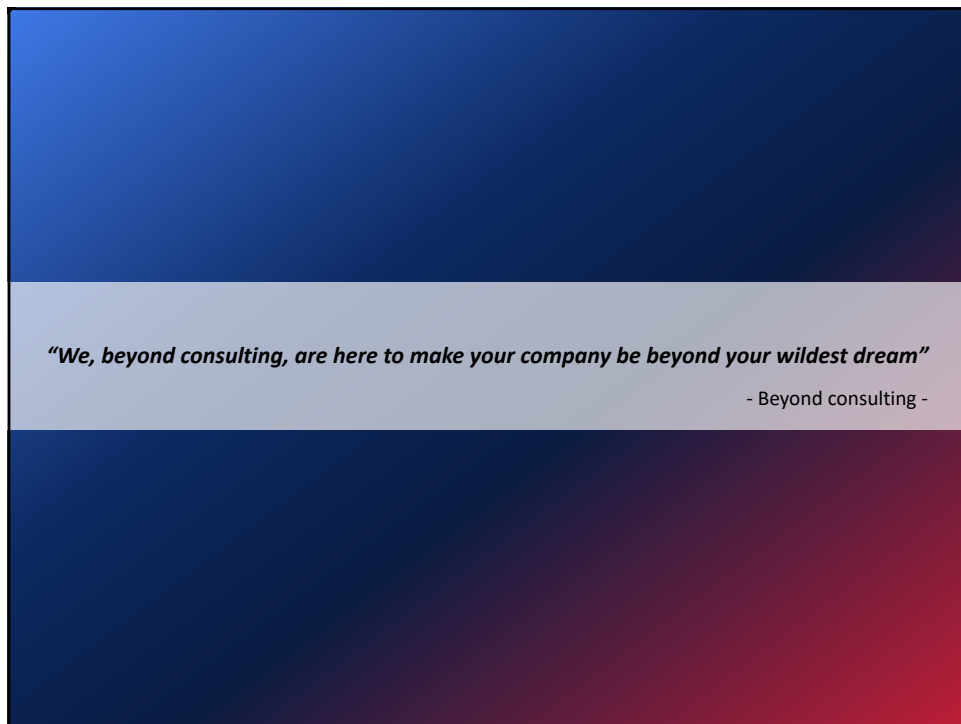 “We, beyond consulting, are here to make your company be beyond your wildest dream”
- Beyond consulting -